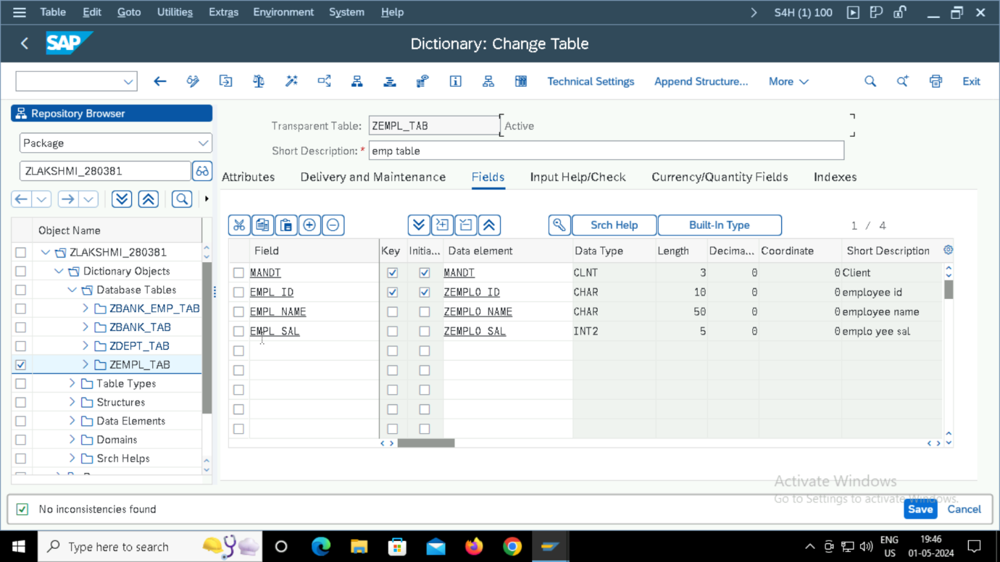 Table Edit Goto Utilities Extras Environment System Help S4H (1) 100
SAP Dictionary: Change Table
Technical Settings Append Structure... More Exit
Repository Browser
Package
ZLAKSHMI_280381
Object Name
ZLAKSHMI_280381
Dictionary Objects
Database Tables
ZBANK_EMP_TAB
ZBANK_TAB
ZDEPT_TAB
ZEMPL_TAB
Table Types
Structures
Data Elements
Domains
Srch Helps
Transparent Table: ZEMPL_TAB Active
Short Description: * emp table
Attributes Delivery and Maintenance Fields Input Help/Check Currency/Quantity Fields Indexes
Srch Help Built-In Type 1 / 4
Field Key Initia... Data element Data Type Length Decima... Coordinate Short Description
MANDT MANDT CLNT 3 0 0 Client
EMPL_ID ZEMPLO_ID CHAR 10 0 0 employee id
EMPL_NAME ZEMPLO_NAME CHAR 50 0 0 employee name
EMPL_SAL ZEMPLO_SAL INT2 5 0 0 emplo yee sal
Activate Windows
Go to Settings to activate Windows.
No inconsistencies found Save Cancel
Type here to search ENG US 19:46 01-05-2024